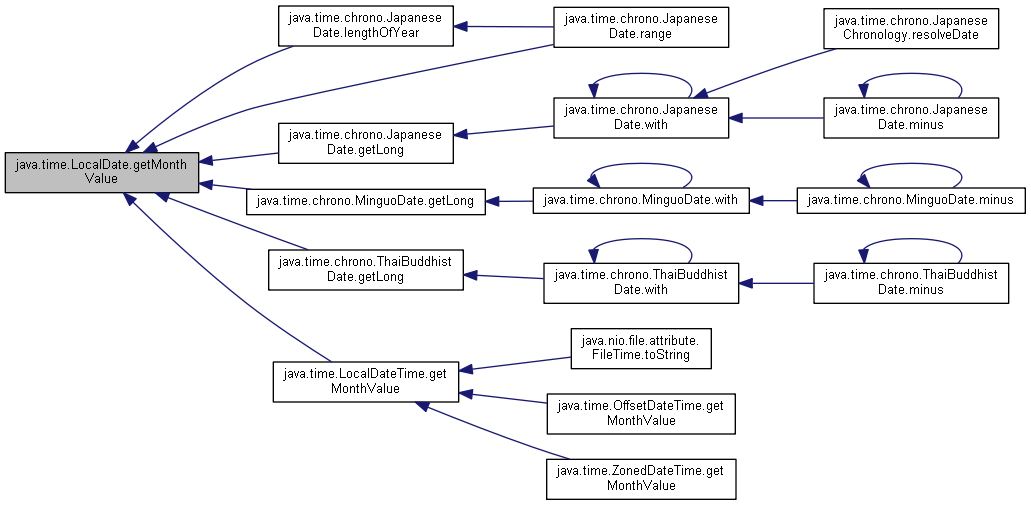 java.time.LocalDate.getMonth
Value
java.time.chrono.Japanese
Date.lengthOfYear
java.time.chrono.Japanese
Date.range
java.time.chrono.Japanese
Chronology.resolveDate
java.time.chrono.Japanese
Date.getLong
java.time.chrono.Japanese
Date.with
java.time.chrono.Japanese
Date.minus
java.time.chrono.MinguoDate.getLong
java.time.chrono.MinguoDate.with
java.time.chrono.MinguoDate.minus
java.time.chrono.ThaiBuddhist
Date.getLong
java.time.chrono.ThaiBuddhist
Date.with
java.time.chrono.ThaiBuddhist
Date.minus
java.time.LocalDateTime.get
MonthValue
java.nio.file.attribute.
FileTime.toString
java.time.OffsetDateTime.get
MonthValue
java.time.ZonedDateTime.get
MonthValue